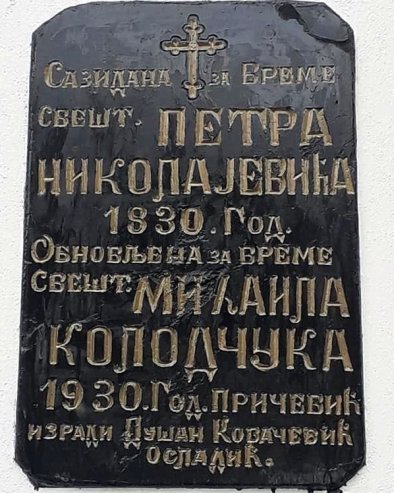 Сазидана за Време
свешт. ПЕТРА
НИКОЛАЈЕВИЋА
1830. Год.
Обновљена за време
свешт. МИХАИЛА
КОЛОДЧУКА
1930. Год. Причевић
изради Душан Ковачевић
Оспадић.